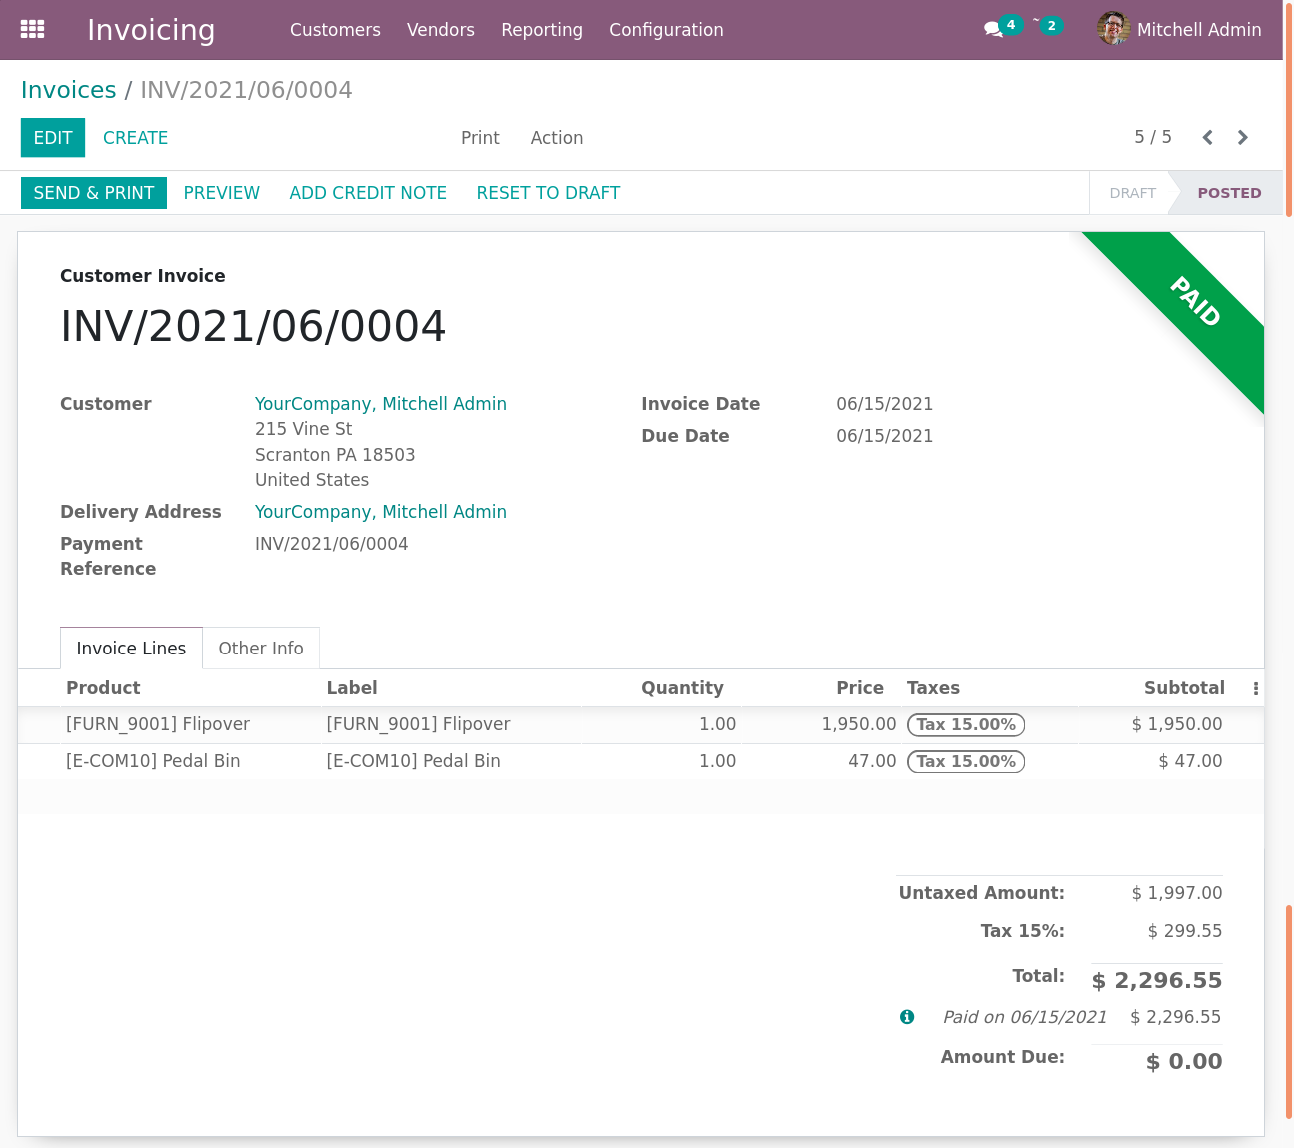 Invoicing Customers Vendors Reporting Configuration 4 2 Mitchell Admin
Invoices / INV/2021/06/0004
EDIT CREATE Print Action 5 / 5
SEND & PRINT PREVIEW ADD CREDIT NOTE RESET TO DRAFT DRAFT POSTED
PAID
Customer Invoice
INV/2021/06/0004
Customer YourCompany, Mitchell Admin Invoice Date 06/15/2021
215 Vine St Due Date 06/15/2021
Scranton PA 18503
United States
Delivery Address YourCompany, Mitchell Admin
Payment INV/2021/06/0004
Reference
Invoice Lines Other Info
Product Label Quantity Price Taxes Subtotal
[FURN_9001] Flipover [FURN_9001] Flipover 1.00 1,950.00 Tax 15.00% $ 1,950.00
[E-COM10] Pedal Bin [E-COM10] Pedal Bin 1.00 47.00 Tax 15.00% $ 47.00
Untaxed Amount: $ 1,997.00
Tax 15%: $ 299.55
Total: $ 2,296.55
Paid on 06/15/2021 $ 2,296.55
Amount Due: $ 0.00